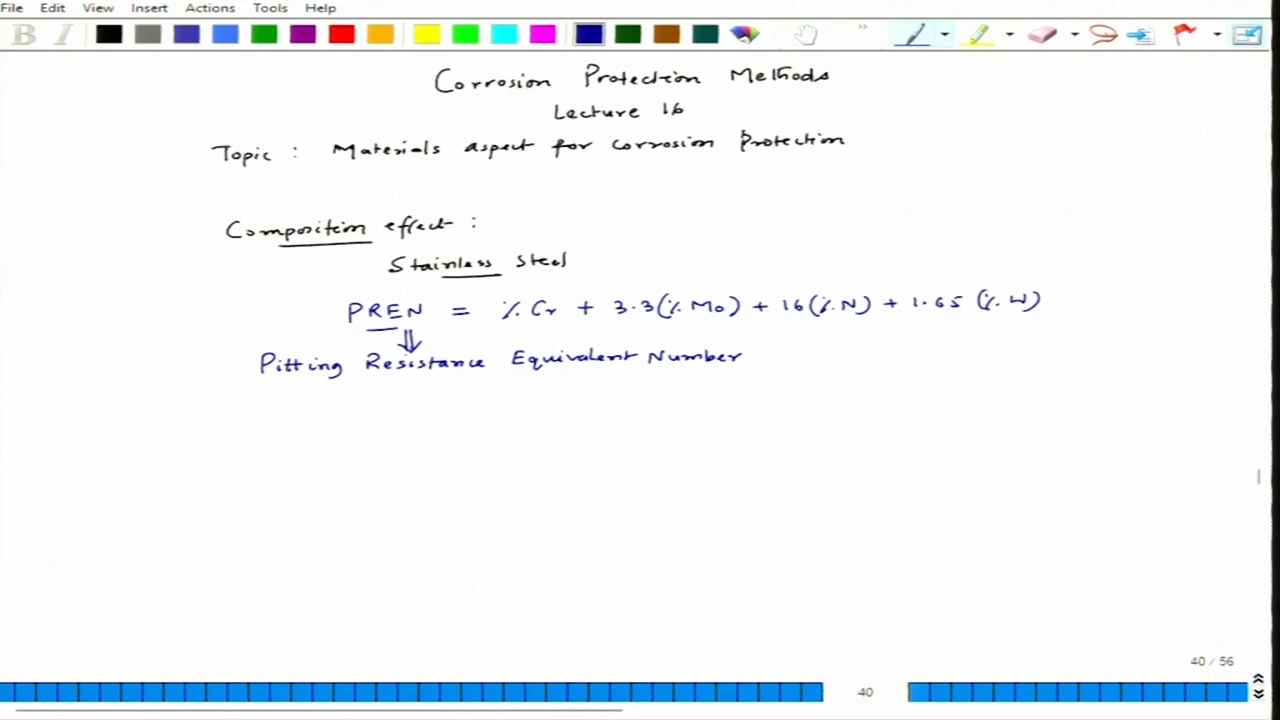 File Edit View Insert Actions Tools Help
B I »
Corrosion Protection Methods
Lecture 16
Topic : Materials aspect for corrosion protection
Composition effect :
Stainless steel
PREN = % Cr + 3.3(% Mo) + 16(% N) + 1.65 (% W)
Pitting Resistance Equivalent Number
40 / 56
40